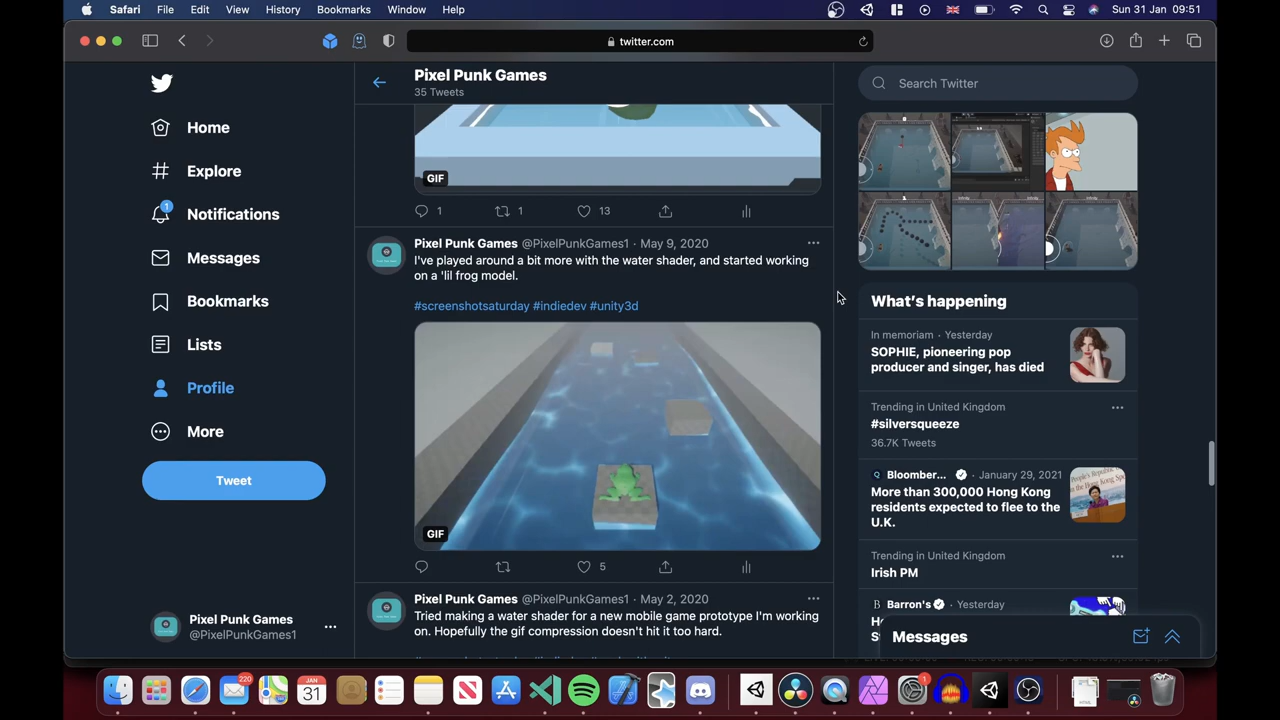 Safari File Edit View History Bookmarks Window Help
Sun 31 Jan 09:51
twitter.com
Home
Explore
1
Notifications
Messages
Bookmarks
Lists
Profile
More
Tweet
Pixel Punk Games
@PixelPunkGames1
Pixel Punk Games
35 Tweets
GIF
1 1 13
Pixel Punk Games @PixelPunkGames1 · May 9, 2020
I've played around a bit more with the water shader, and started working
on a 'lil frog model.
#screenshotsaturday #indiedev #unity3d
GIF
5
Pixel Punk Games @PixelPunkGames1 · May 2, 2020
Tried making a water shader for a new mobile game prototype I'm working
on. Hopefully the gif compression doesn't hit it too hard.
Search Twitter
What's happening
In memoriam · Yesterday
SOPHIE, pioneering pop
producer and singer, has died
Trending in United Kingdom
#silversqueeze
36.7K Tweets
Bloomber... · January 29, 2021
More than 300,000 Hong Kong
residents expected to flee to the
U.K.
Trending in United Kingdom
Irish PM
Barron's · Yesterday
Messages
220
JAN
31
1